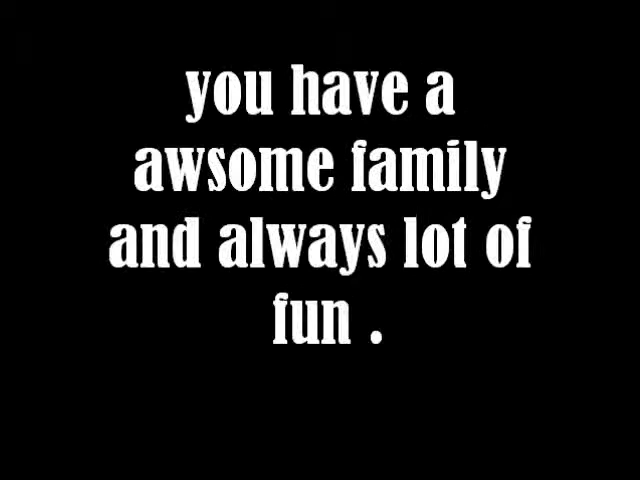 you have a
awsome family
and always lot of
fun .